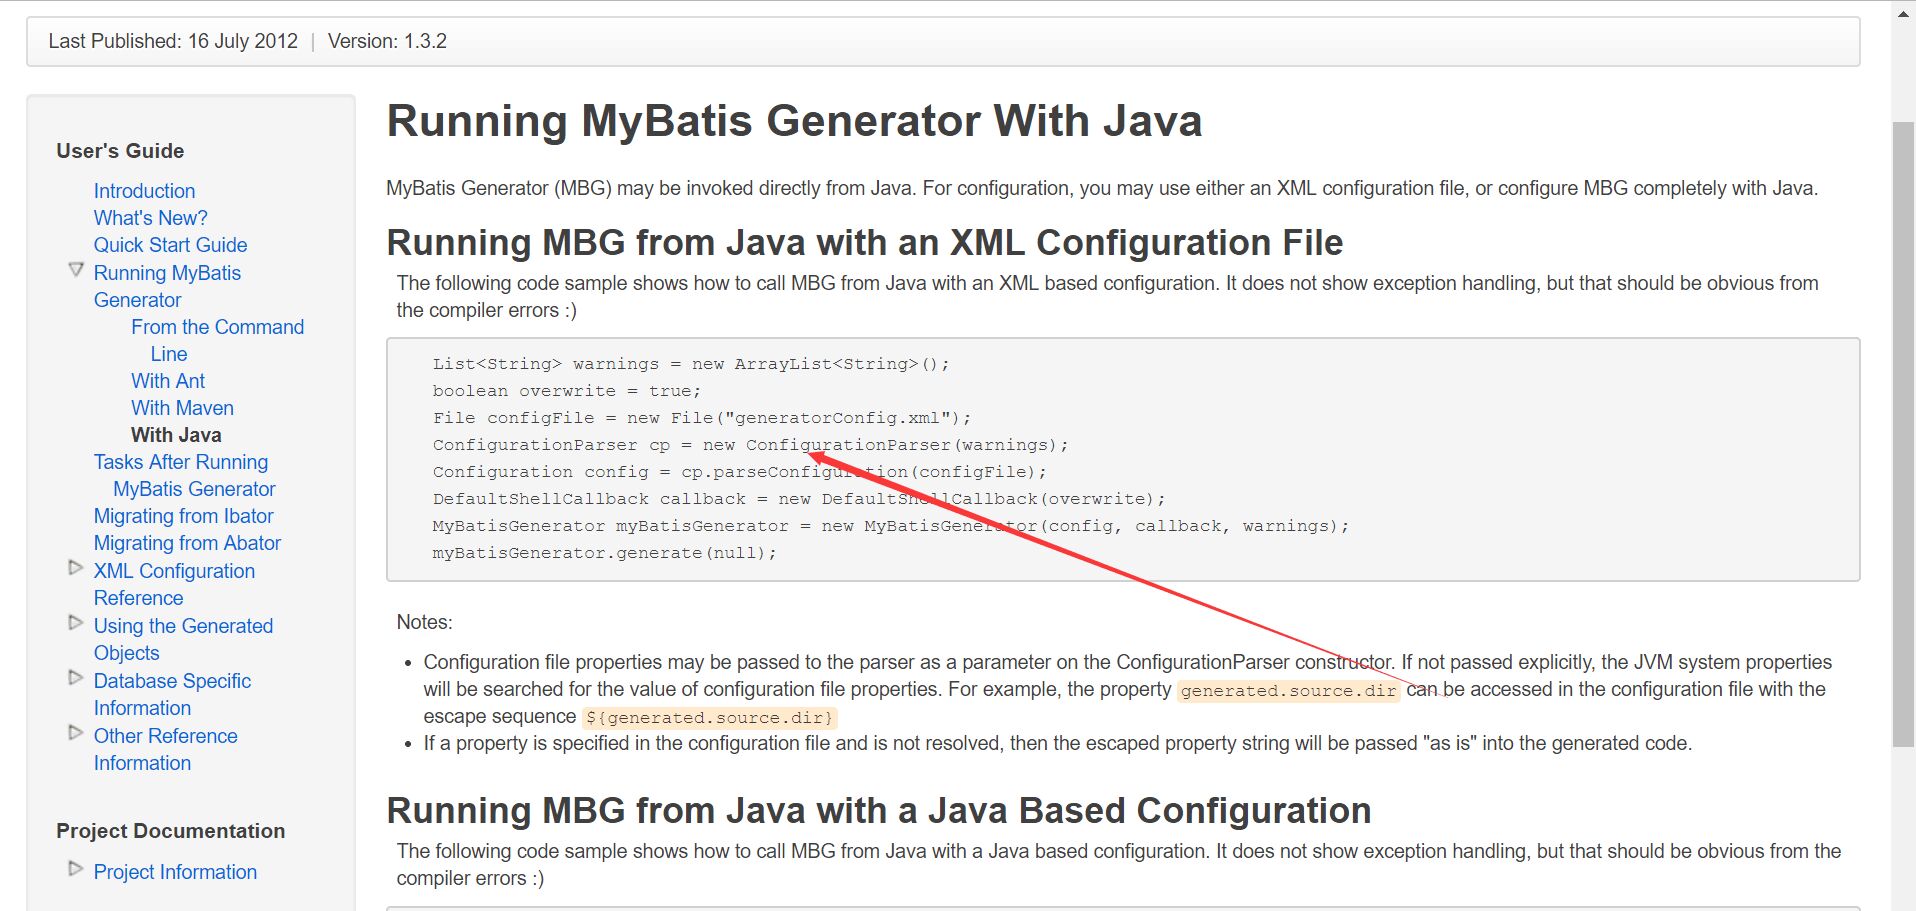 Last Published: 16 July 2012 | Version: 1.3.2
User's Guide
Introduction
What's New?
Quick Start Guide
Running MyBatis
Generator
From the Command
Line
With Ant
With Maven
With Java
Tasks After Running
MyBatis Generator
Migrating from Ibator
Migrating from Abator
XML Configuration
Reference
Using the Generated
Objects
Database Specific
Information
Other Reference
Information
Project Documentation
Project Information
Running MyBatis Generator With Java
MyBatis Generator (MBG) may be invoked directly from Java. For configuration, you may use either an XML configuration file, or configure MBG completely with Java.
Running MBG from Java with an XML Configuration File
The following code sample shows how to call MBG from Java with an XML based configuration. It does not show exception handling, but that should be obvious from
the compiler errors :)
List<String> warnings = new ArrayList<String>();
boolean overwrite = true;
File configFile = new File("generatorConfig.xml");
ConfigurationParser cp = new ConfigurationParser(warnings);
Configuration config = cp.parseConfiguration(configFile);
DefaultShellCallback callback = new DefaultShellCallback(overwrite);
MyBatisGenerator myBatisGenerator = new MyBatisGenerator(config, callback, warnings);
myBatisGenerator.generate(null);
Notes:
• Configuration file properties may be passed to the parser as a parameter on the ConfigurationParser constructor. If not passed explicitly, the JVM system properties
will be searched for the value of configuration file properties. For example, the property generated.source.dir can be accessed in the configuration file with the
escape sequence ${generated.source.dir}
• If a property is specified in the configuration file and is not resolved, then the escaped property string will be passed "as is" into the generated code.
Running MBG from Java with a Java Based Configuration
The following code sample shows how to call MBG from Java with a Java based configuration. It does not show exception handling, but that should be obvious from the
compiler errors :)